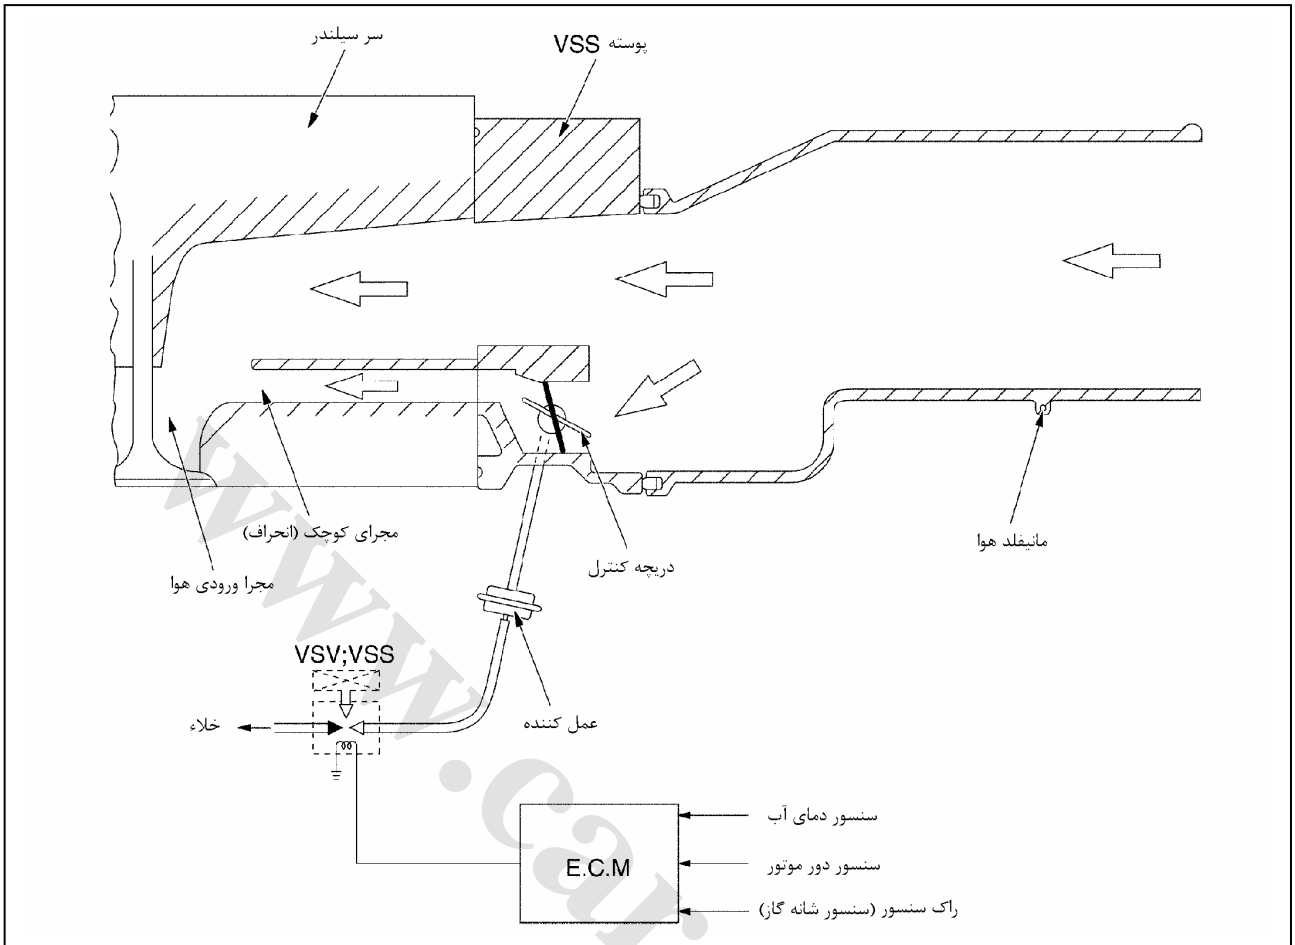 سر سیلندر
پوسته VSS
مجرای کوچک (انحراف)
مجرا ورودی هوا
دریچه کنترل
مانیفلد هوا
VSV;VSS
خلاء
عمل کننده
E.C.M
سنسور دمای آب
سنسور دور موتور
راک سنسور (سنسور شانه گاز)
www.car